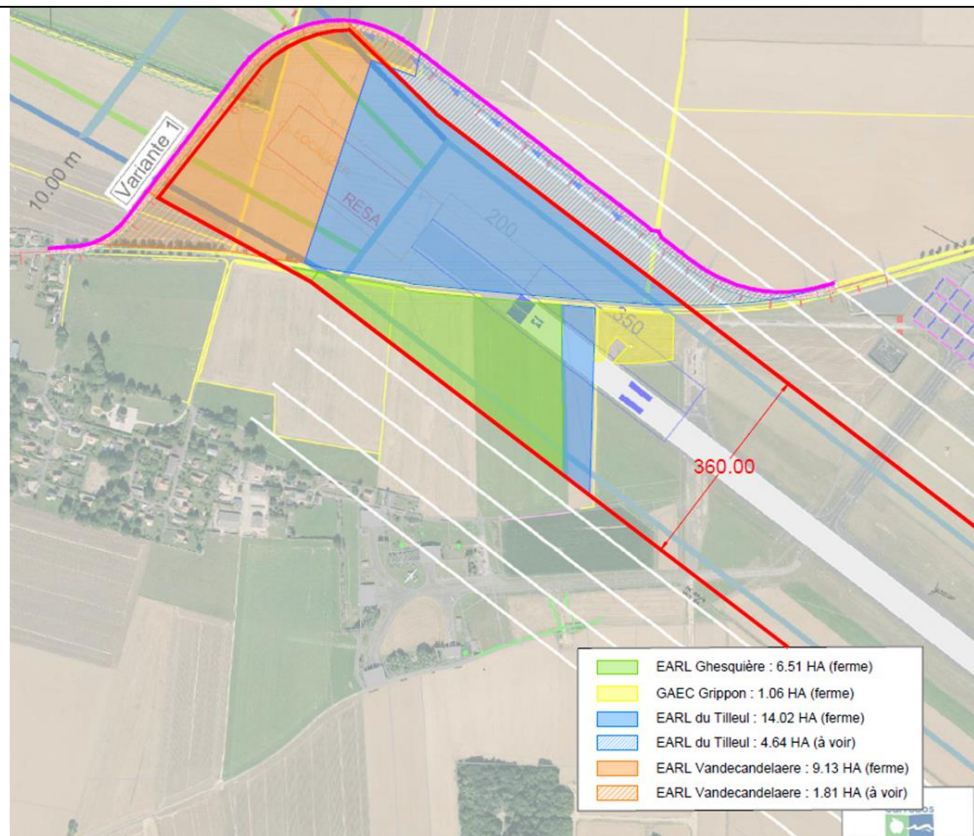 Variante 1
10.00 m
LOCALI
RESA
200
350
12
360.00
EARL Ghesquière : 6.51 HA (ferme)
GAEC Grippon : 1.06 HA (ferme)
EARL du Tilleul : 14.02 HA (ferme)
EARL du Tilleul : 4.64 HA (à voir)
EARL Vandecandelaere : 9.13 HA (ferme)
EARL Vandecandelaere : 1.81 HA (à voir)